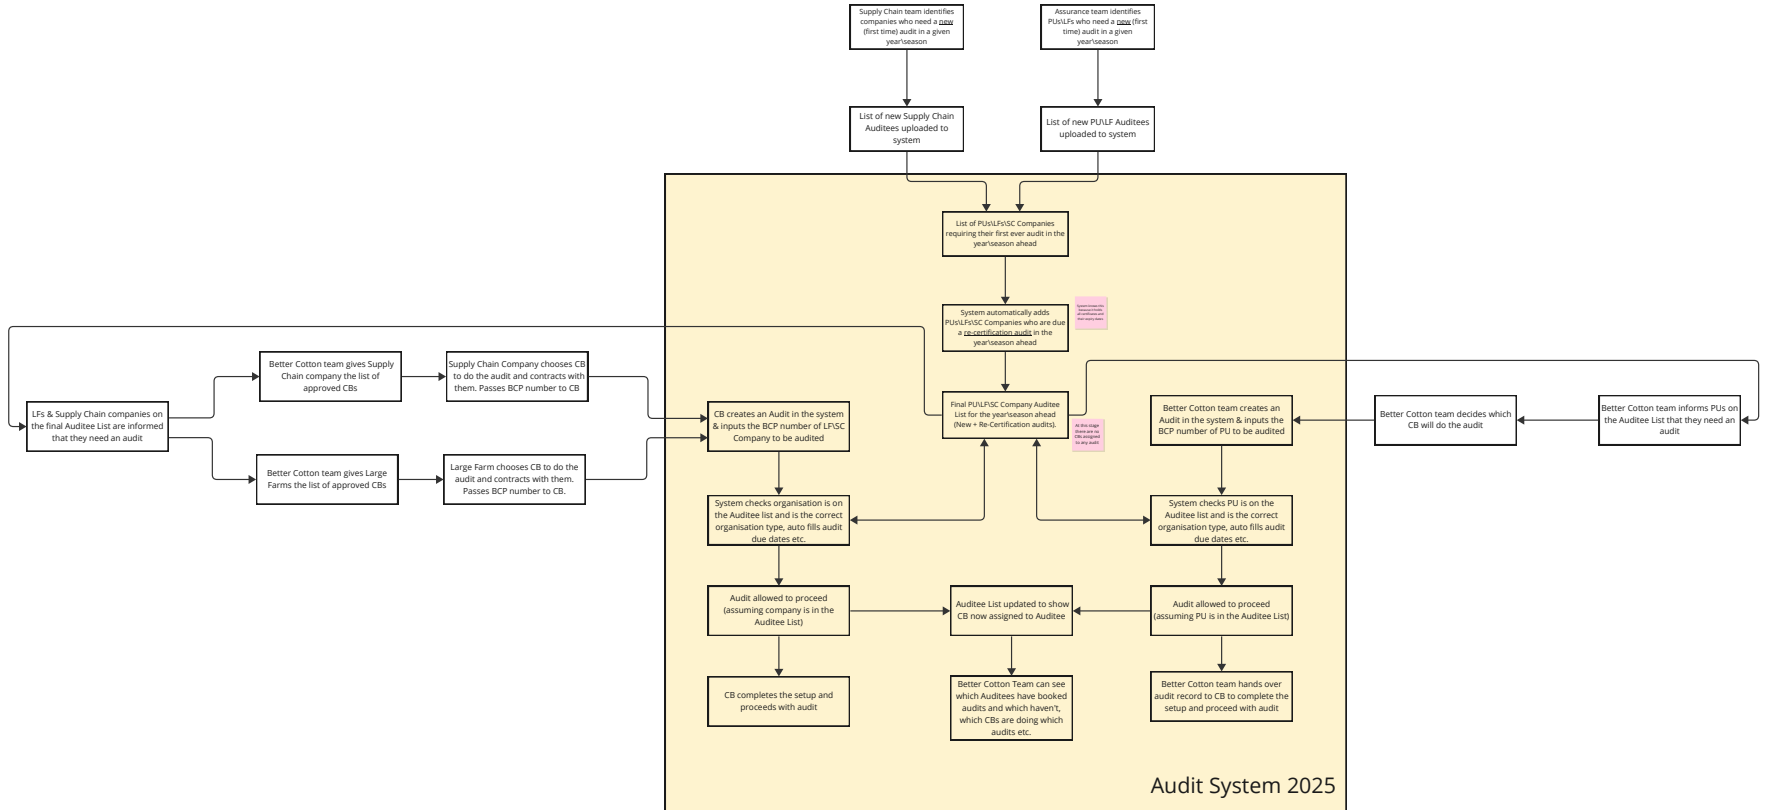 Supply Chain team identifies
companies who need a new
(first time) audit in a given
year\season
Assurance team identifies
PUs\LFs who need a new (first
time) audit in a given
year\season
List of new Supply Chain
Auditees uploaded to
system
List of new PU\LF Auditees
uploaded to system
List of PUs\LFs\SC Companies
requiring their first ever audit in the
year\season ahead
System automatically adds
PUs\LFs\SC Companies who are due
a re-certification audit in the
year\season ahead
System knows this
because it holds
all certificates and
their expiry dates
Final PU\LF\SC Company Auditee
List for the year\season ahead
(New + Re-Certification audits).
At this stage
there are no
CBs assigned
to any audit
LFs & Supply Chain companies on
the final Auditee List are informed
that they need an audit
Better Cotton team gives Supply
Chain company the list of
approved CBs
Supply Chain Company chooses CB
to do the audit and contracts with
them. Passes BCP number to CB
Better Cotton team gives Large
Farms the list of approved CBs
Large Farm chooses CB to do the
audit and contracts with them.
Passes BCP number to CB.
CB creates an Audit in the system
& inputs the BCP number of LF\SC
Company to be audited
Better Cotton team creates an
Audit in the system & inputs the
BCP number of PU to be audited
Better Cotton team decides which
CB will do the audit
Better Cotton team informs PUs on
the Auditee List that they need an
audit
System checks organisation is on
the Auditee list and is the correct
organisation type, auto fills audit
due dates etc.
System checks PU is on the
Auditee list and is the correct
organisation type, auto fills audit
due dates etc.
Audit allowed to proceed
(assuming company is in the
Auditee List)
Auditee List updated to show
CB now assigned to Auditee
Audit allowed to proceed
(assuming PU is in the Auditee List)
CB completes the setup and
proceeds with audit
Better Cotton Team can see
which Auditees have booked
audits and which haven't,
which CBs are doing which
audits etc.
Better Cotton team hands over
audit record to CB to complete the
setup and proceed with audit
Audit System 2025